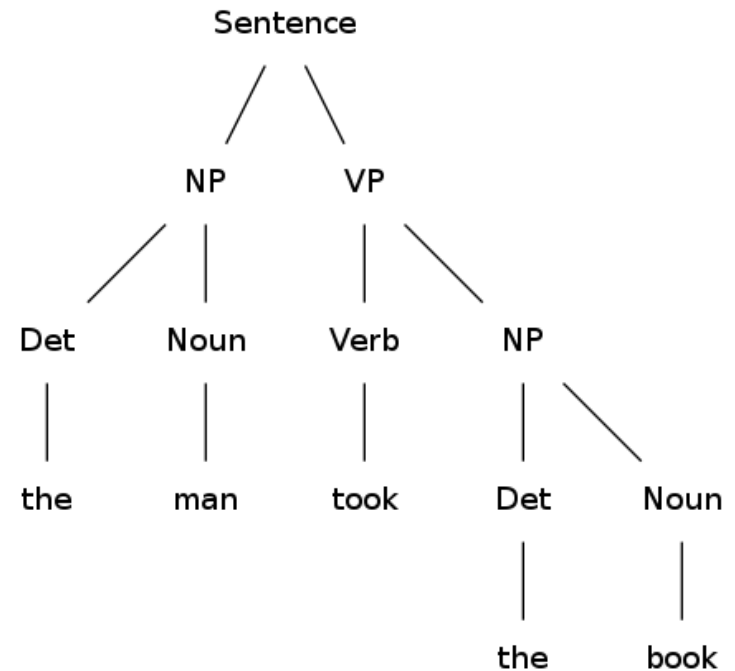 Sentence
NP VP
Det Noun Verb NP
the man took Det Noun
the book